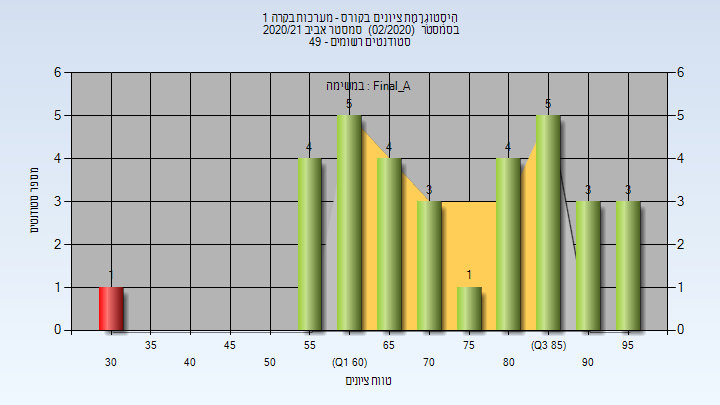 היסטוגרמת ציונים בקורס - מערכות בקרה 1
בסמסטר (02/2020) סמסטר אביב 2020/21
סטודנטים רשומים - 49
במשימה : Final_A
מספר סטודנטים
6 6
5 5
4 4
3 3
2 2
1 1
0 0
1 4 5 4 3 1 4 5 3 3
35 45 55 65 75 (Q3 85) 95
30 40 50 (Q1 60) 70 80 90
טווח ציונים